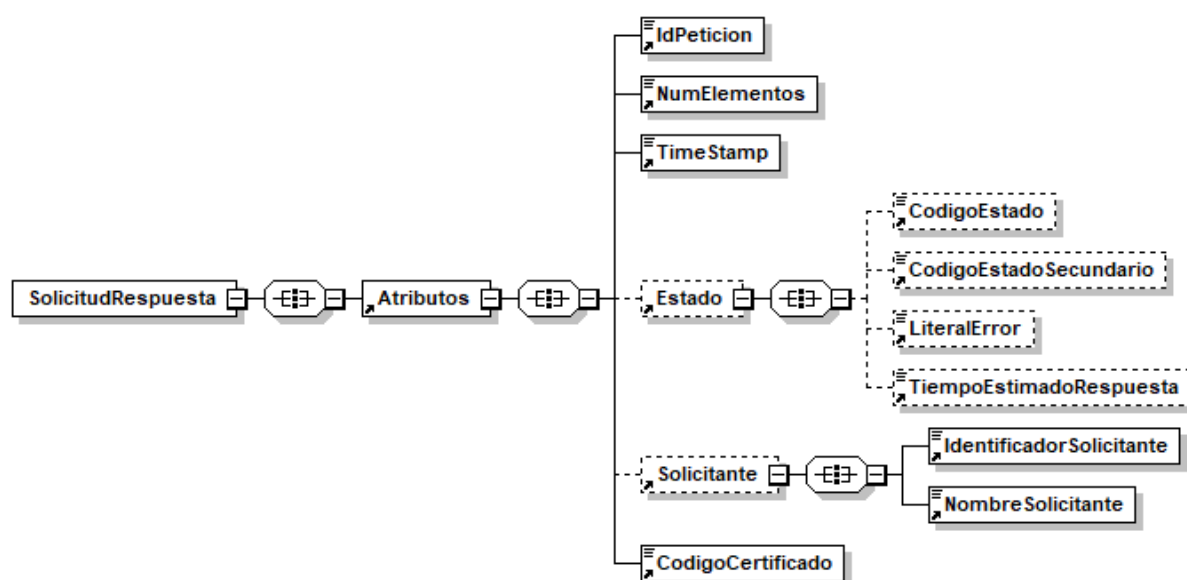 IdPeticion
NumElementos
TimeStamp
CodigoEstado
CodigoEstadoSecundario
SolicitudRespuesta
Atributos
Estado
LiteralError
TiempoEstimadoRespuesta
IdentificadorSolicitante
Solicitante
NombreSolicitante
CodigoCertificado